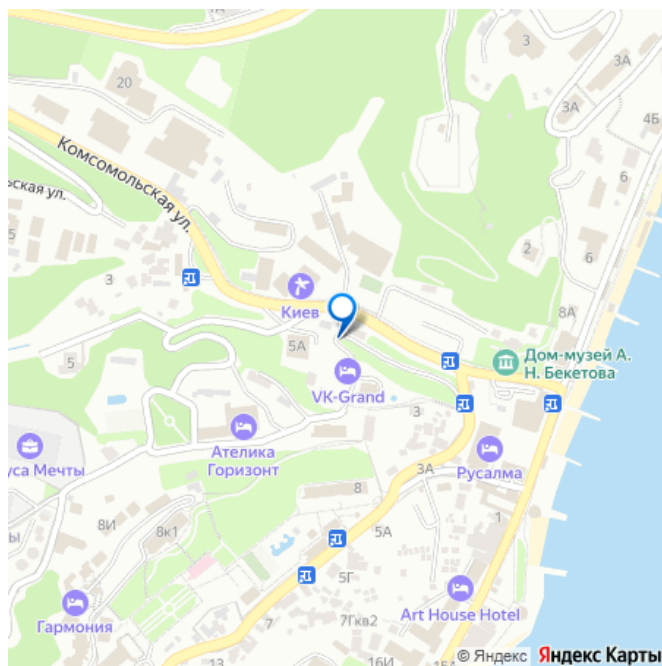 3
3А
20
3А
4Б
Комсомольская ул.
ьская ул.
6
2
6
3
8А
Киев
5А
5
Дом-музей А.
Н. Бекетова
VK-Grand
3
Ателика
Горизонт
уса Мечты
3А
Русалма
8
8И
8к1
ы
1
5А
5Г
Гармония
Art House Hotel
7
7Гкв2
13
16И
15А
© Яндекс Яндекс Карты